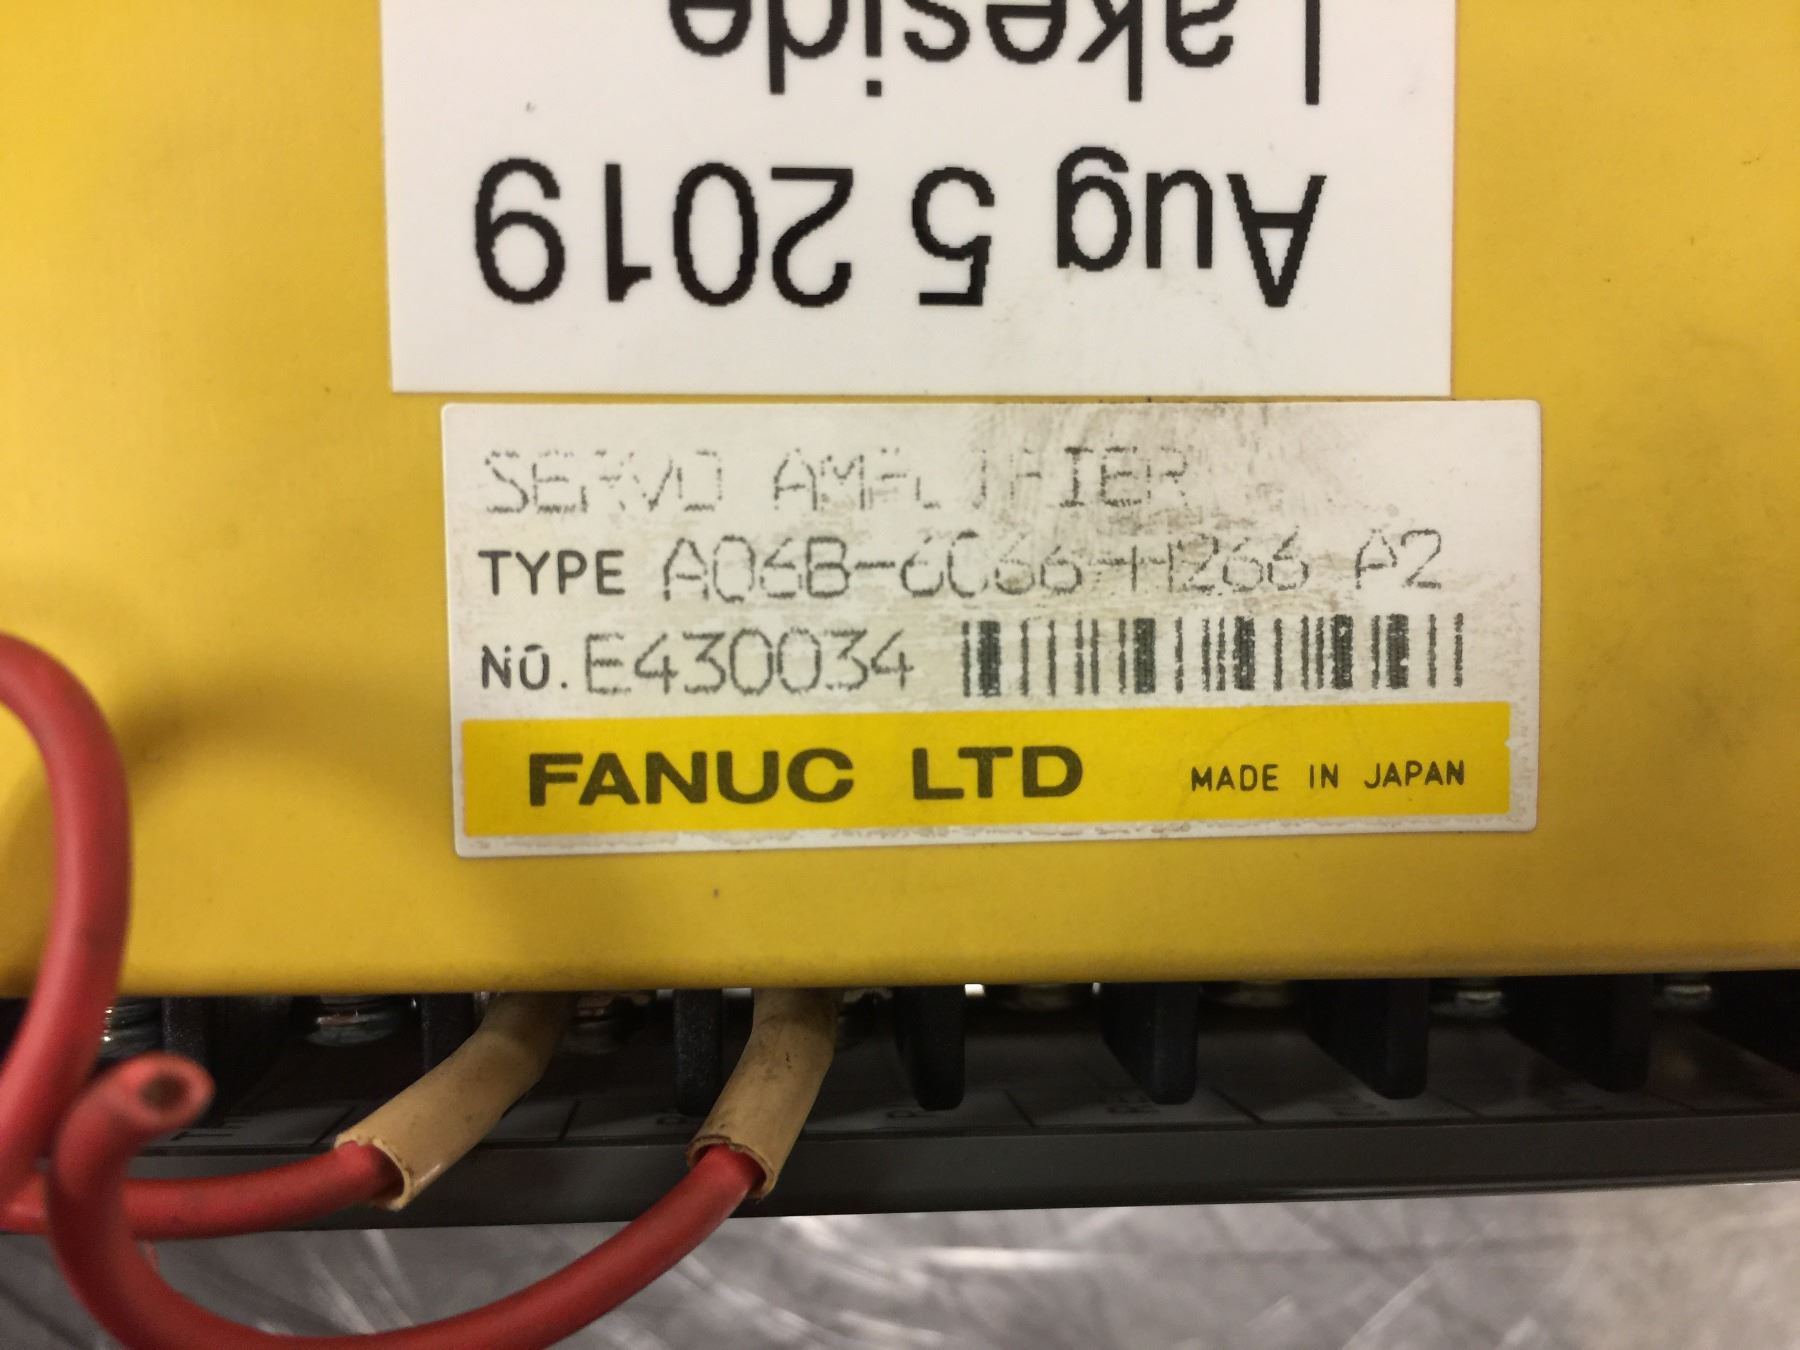 Lakeside
Aug 5 2019
SERVO AMPLIFIER
TYPE A06B-6066-H266 A2
NO. E430034
FANUC LTD MADE IN JAPAN